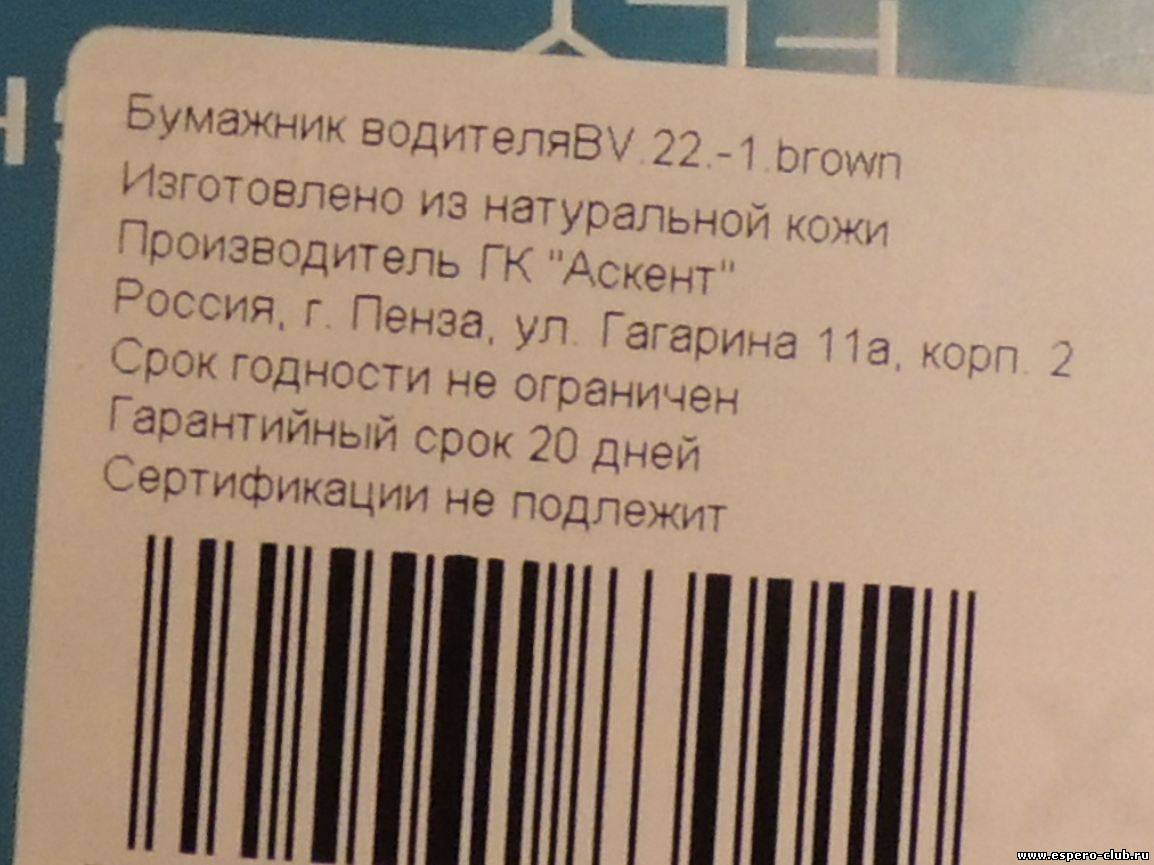 Бумажник водителяBV.22.-1.brown
Изготовлено из натуральной кожи
Производитель ГК "Аскент"
Россия, г. Пенза, ул. Гагарина 11а, корп. 2
Срок годности не ограничен
Гарантийный срок 20 дней
Сертификации не подлежит
www.espero-club.ru